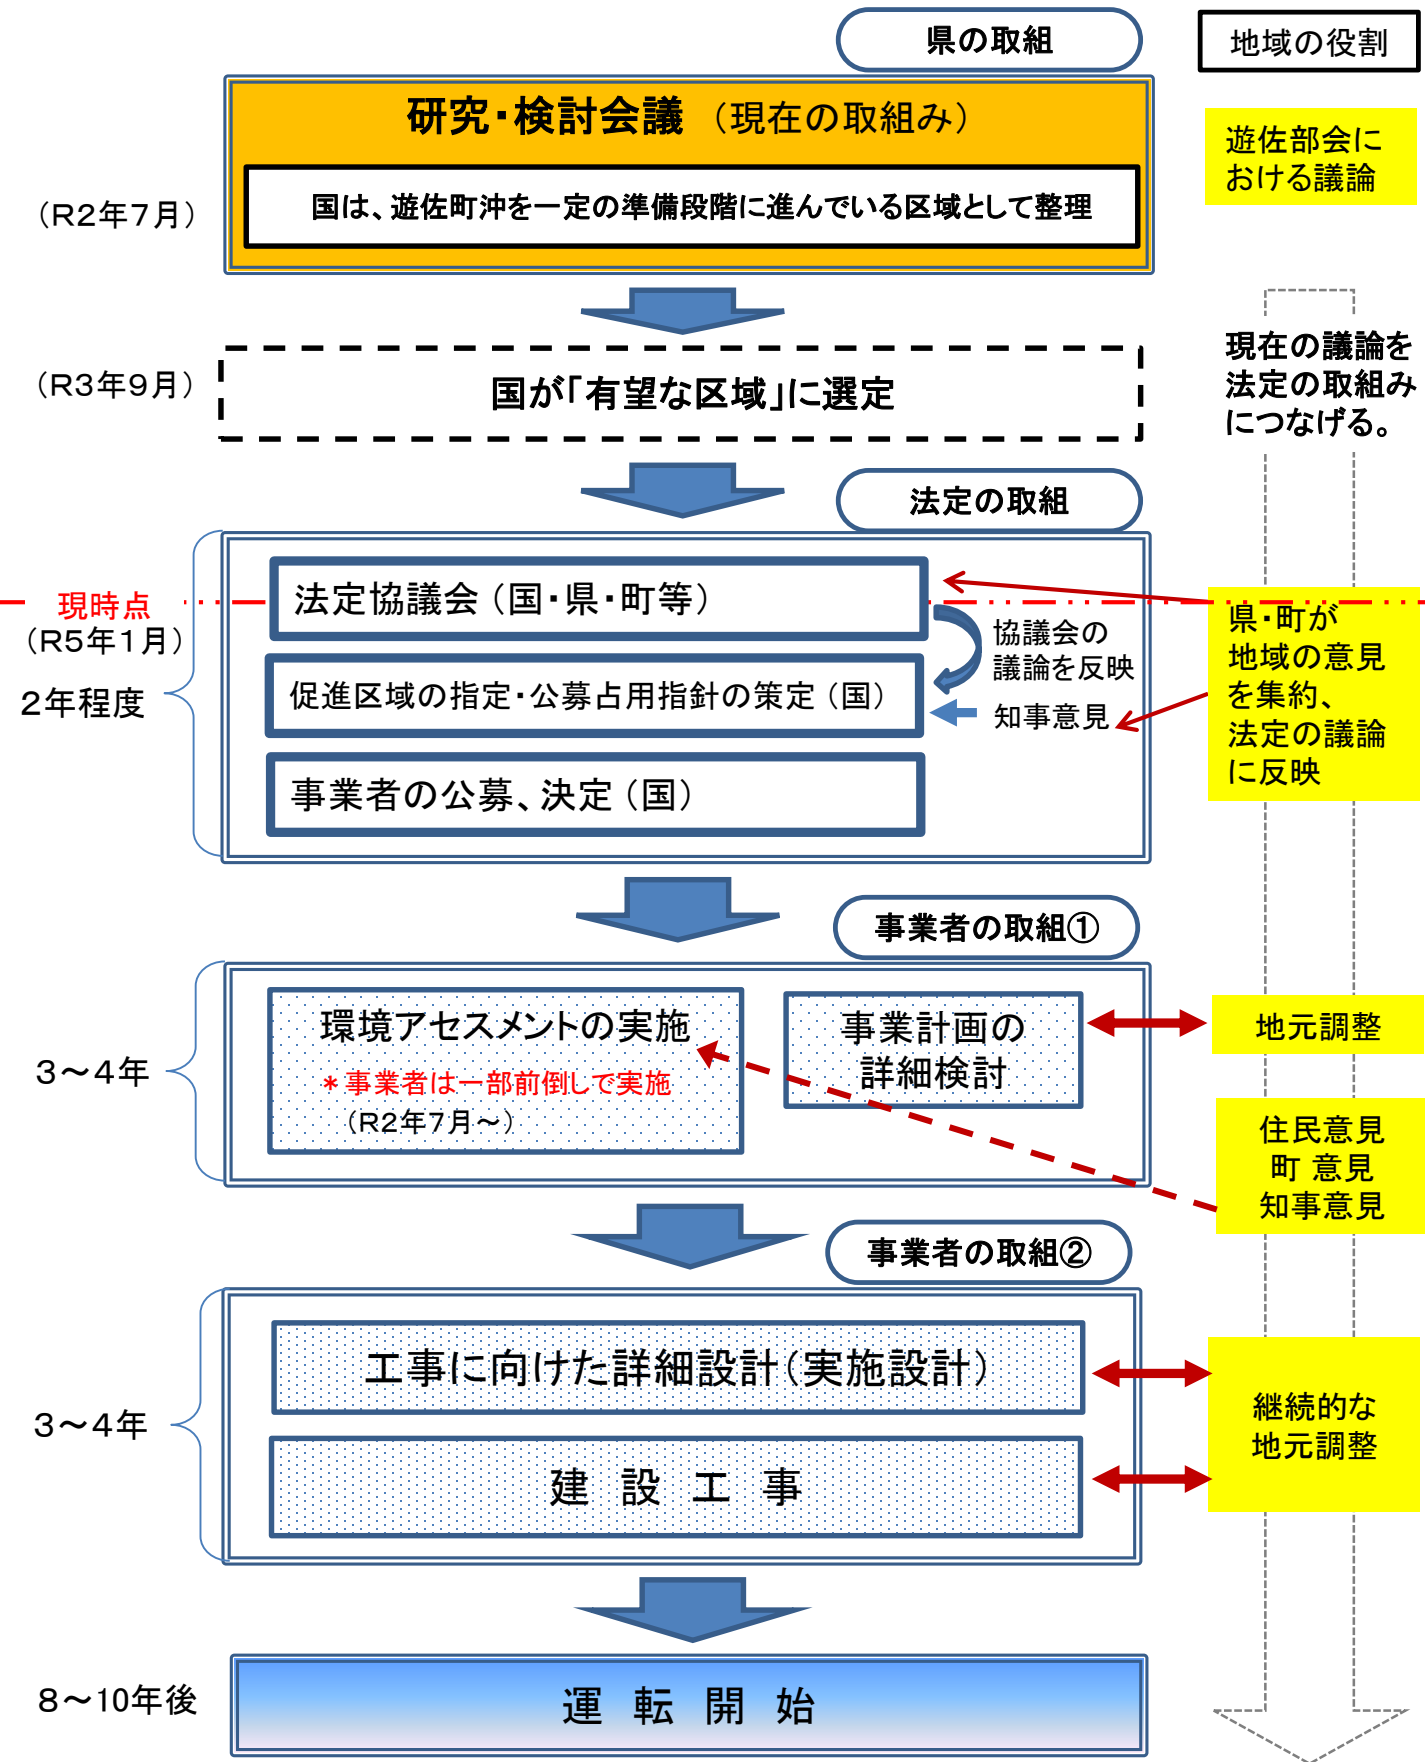 県の取組
地域の役割
研究・検討会議 （現在の取組み）
国は、遊佐町沖を一定の準備段階に進んでいる区域として整理
（R2年7月）
遊佐部会に
おける議論
（R3年9月）
国が「有望な区域」に選定
現在の議論を
法定の取組み
につなげる。
法定の取組
法定協議会（国・県・町等）
現時点
（R5年1月）
2年程度
協議会の
議論を反映
促進区域の指定・公募占用指針の策定（国）
知事意見
事業者の公募、決定（国）
県・町が
地域の意見
を集約、
法定の議論
に反映
事業者の取組①
3～4年
環境アセスメントの実施
＊事業者は一部前倒しで実施
（R2年7月～）
事業計画の
詳細検討
地元調整
住民意見
町 意見
知事意見
事業者の取組②
3～4年
工事に向けた詳細設計（実施設計）
建 設 工 事
継続的な
地元調整
8～10年後
運 転 開 始